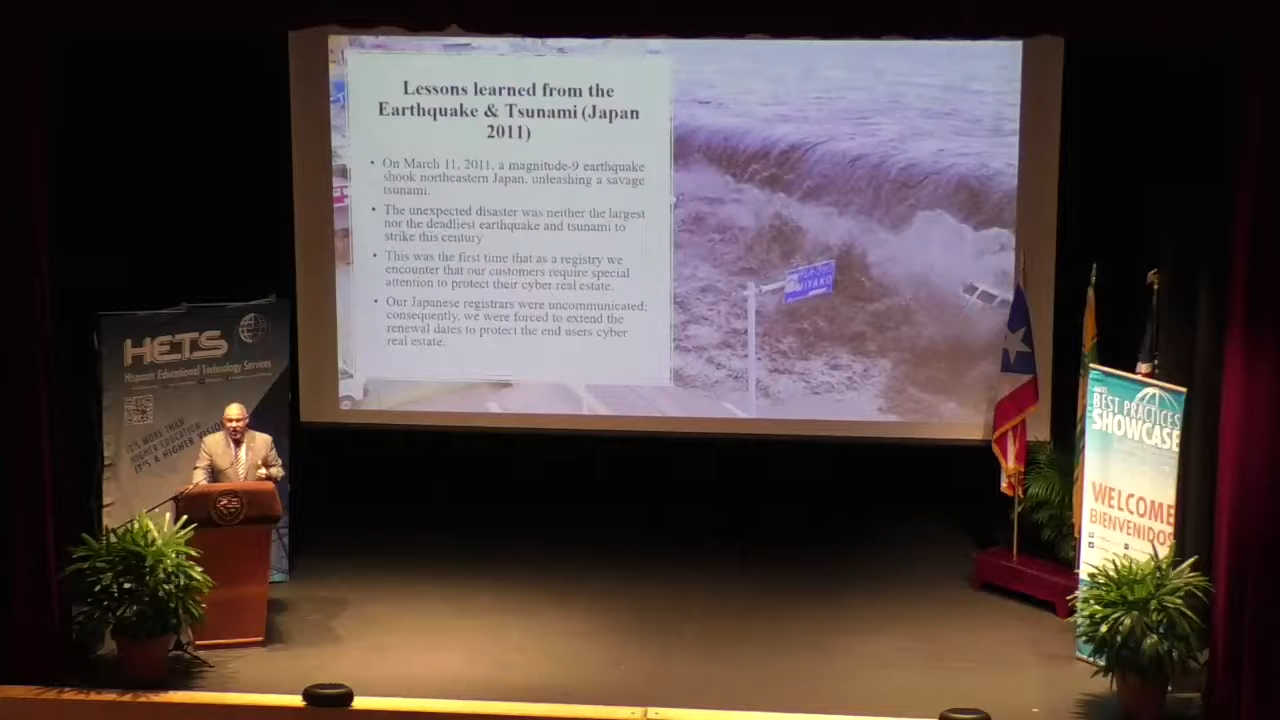 Lessons learned from the
Earthquake & Tsunami (Japan
2011)
• On March 11, 2011, a magnitude-9 earthquake
shook northeastern Japan, unleashing a savage
tsunami.
• The unexpected disaster was neither the largest
nor the deadliest earthquake and tsunami to
strike this century
• This was the first time that as a registry we
encounter that our customers require special
attention to protect their cyber real estate.
• Our Japanese registrars were uncommunicated;
consequently, we were forced to extend the
renewal dates to protect the end users cyber
real estate.
MIYAKO
HETS
Hispanic Educational Technology Services
IT'S MORE THAN
HIGHER EDUCATION
IT'S A HIGHER VISION
HETS
BEST PRACTICES
SHOWCASE
WELCOME
BIENVENIDOS